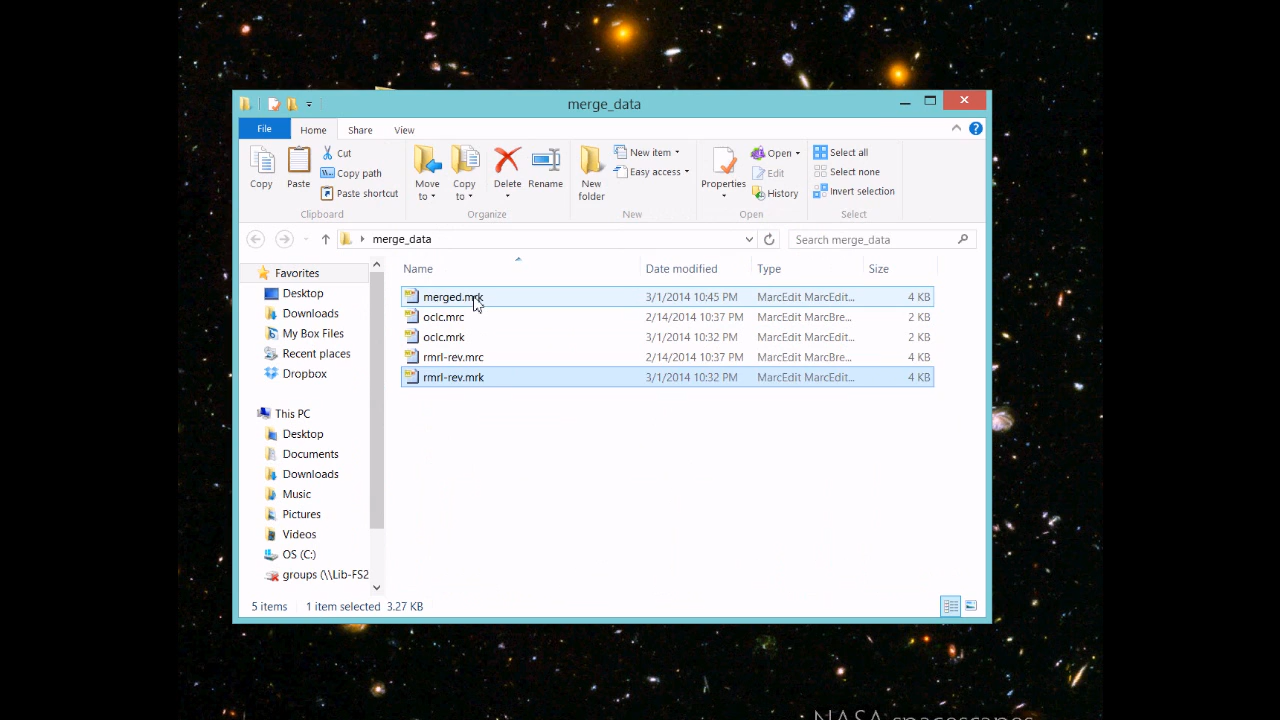 merge_data
File Home Share View
Copy
Paste
Cut
Copy path
Paste shortcut
Clipboard
Move to
Copy to
Delete
Rename
Organize
New folder
New item
Easy access
New
Properties
Open
Edit
History
Open
Select all
Select none
Invert selection
Select
merge_data
Search merge_data
Name Date modified Type Size
merged.mrk 3/1/2014 10:45 PM MarcEdit MarcEdit... 4 KB
oclc.mrc 2/14/2014 10:37 PM MarcEdit MarcBre... 2 KB
oclc.mrk 3/1/2014 10:32 PM MarcEdit MarcEdit... 2 KB
rmrl-rev.mrc 2/14/2014 10:37 PM MarcEdit MarcBre... 4 KB
rmrl-rev.mrk 3/1/2014 10:32 PM MarcEdit MarcEdit... 4 KB
Favorites
Desktop
Downloads
My Box Files
Recent places
Dropbox
This PC
Desktop
Documents
Downloads
Music
Pictures
Videos
OS (C:)
groups (\\Lib-FS2
5 items 1 item selected 3.27 KB
NASA spacescapes